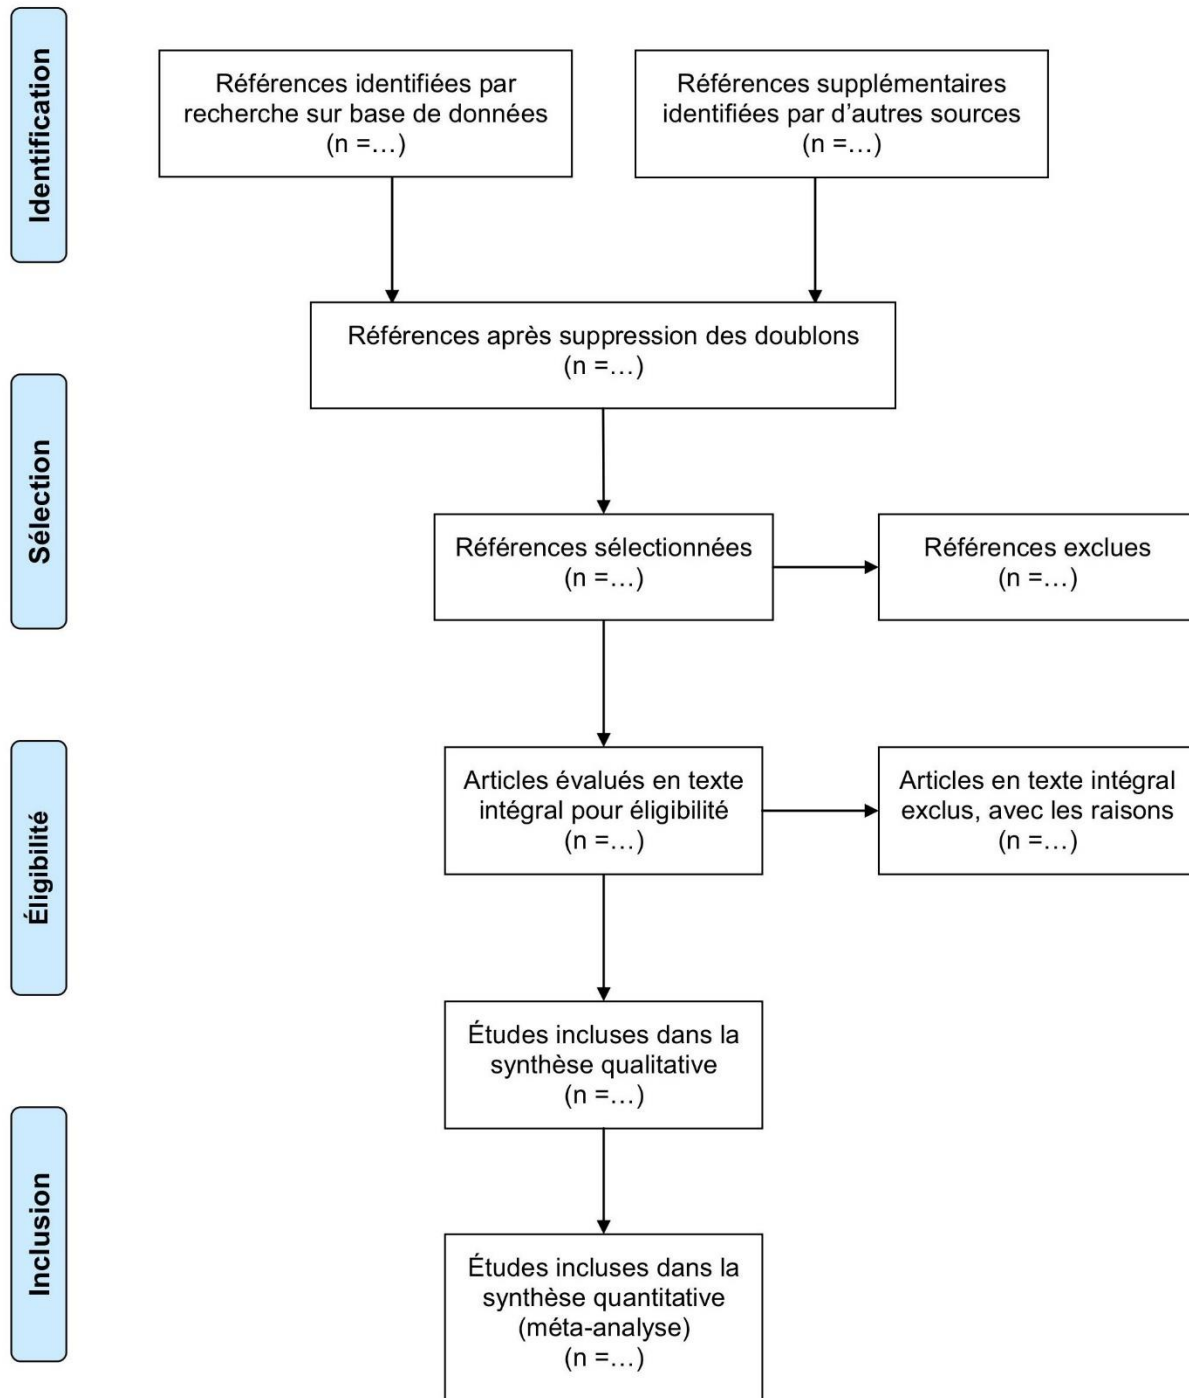 Identification
Références identifiées par
recherche sur base de données
(n =…)
Références supplémentaires
identifiées par d’autres sources
(n =…)
Références après suppression des doublons
(n =…)
Sélection
Références sélectionnées
(n =…)
Références exclues
(n =…)
Éligibilité
Articles évalués en texte
intégral pour éligibilité
(n =…)
Articles en texte intégral
exclus, avec les raisons
(n =…)
Études incluses dans la
synthèse qualitative
(n =…)
Inclusion
Études incluses dans la
synthèse quantitative
(méta-analyse)
(n =…)